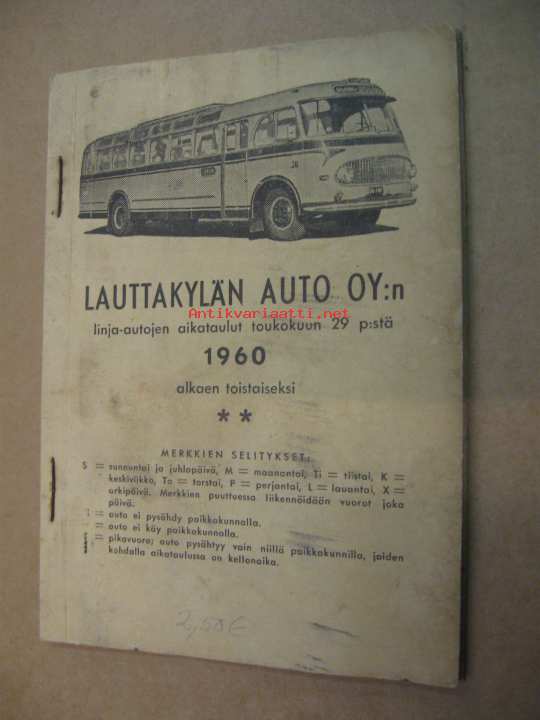 LAUTTAKYLÄN AUTO OY:n
Antikvariaatti.net
linja-autojen aikataulut toukokuun 29 p:stä
1960
alkaen toistaiseksi
* *
MERKKIEN SELITYKSET:
S = sunnuntai ja juhlapäivä, M = maanantai, Ti = tiistai, K =
keskiviikko, To = torstai, P = perjantai, L = lauantai, X =
arkipäivä. Merkkien puuttuessa liikennöidään vuorot joka
päivä.
= auto ei pysähdy paikkakunnalla.
= auto ei käy paikkakunnalla.
= pikavuoro; auto pysähtyy vain niillä paikkakunnilla, joiden
kohdalla aikataulussa on kellonaika.
2,50€